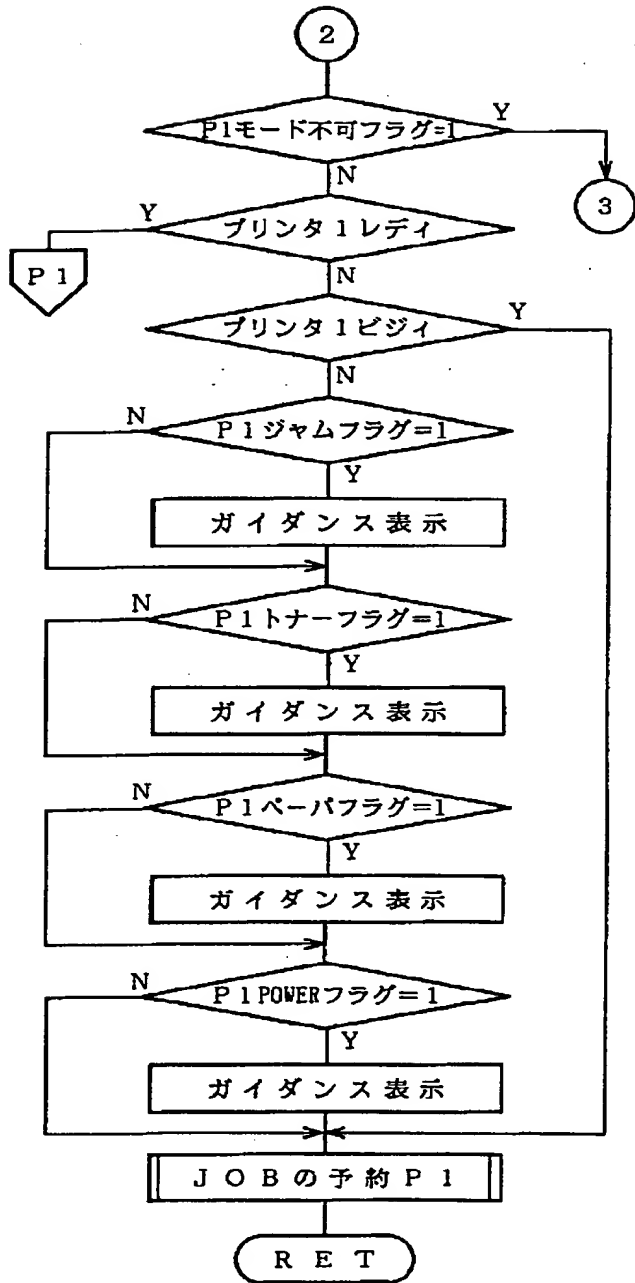 2
P1モード不可フラグ=1
Y
N
3
Y
プリンタ1レディ
P1
N
プリンタ1ビジィ
Y
N
N
P1ジャムフラグ=1
Y
ガイダンス表示
N
P1トナーフラグ=1
Y
ガイダンス表示
N
P1ペーパフラグ=1
Y
ガイダンス表示
N
P1POWERフラグ=1
Y
ガイダンス表示
JOBの予約P1
RET